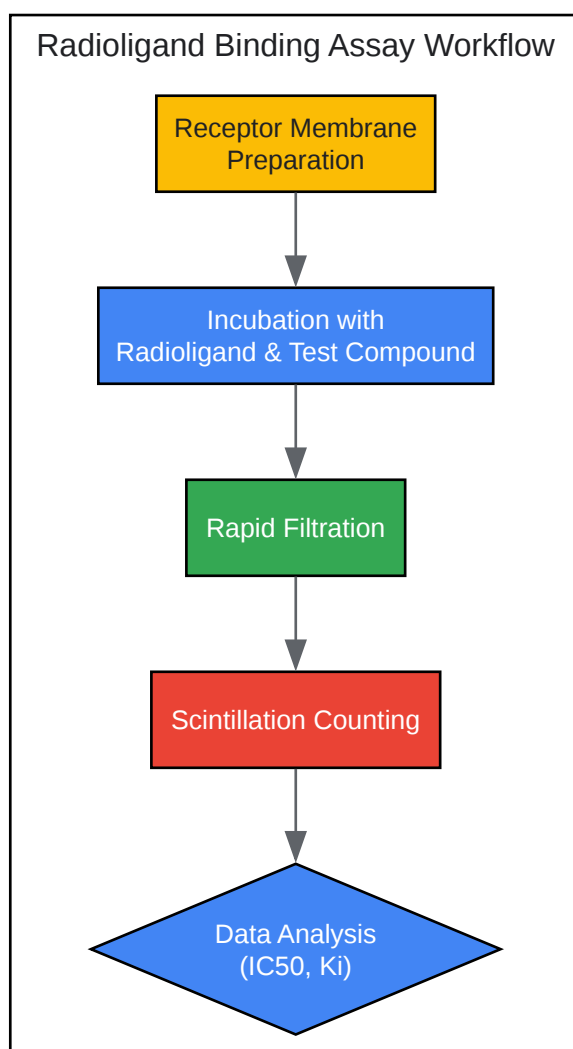 Radioligand Binding Assay Workflow
Receptor Membrane
Preparation
Incubation with
Radioligand & Test Compound
Rapid Filtration
Scintillation Counting
Data Analysis
(IC50, Ki)